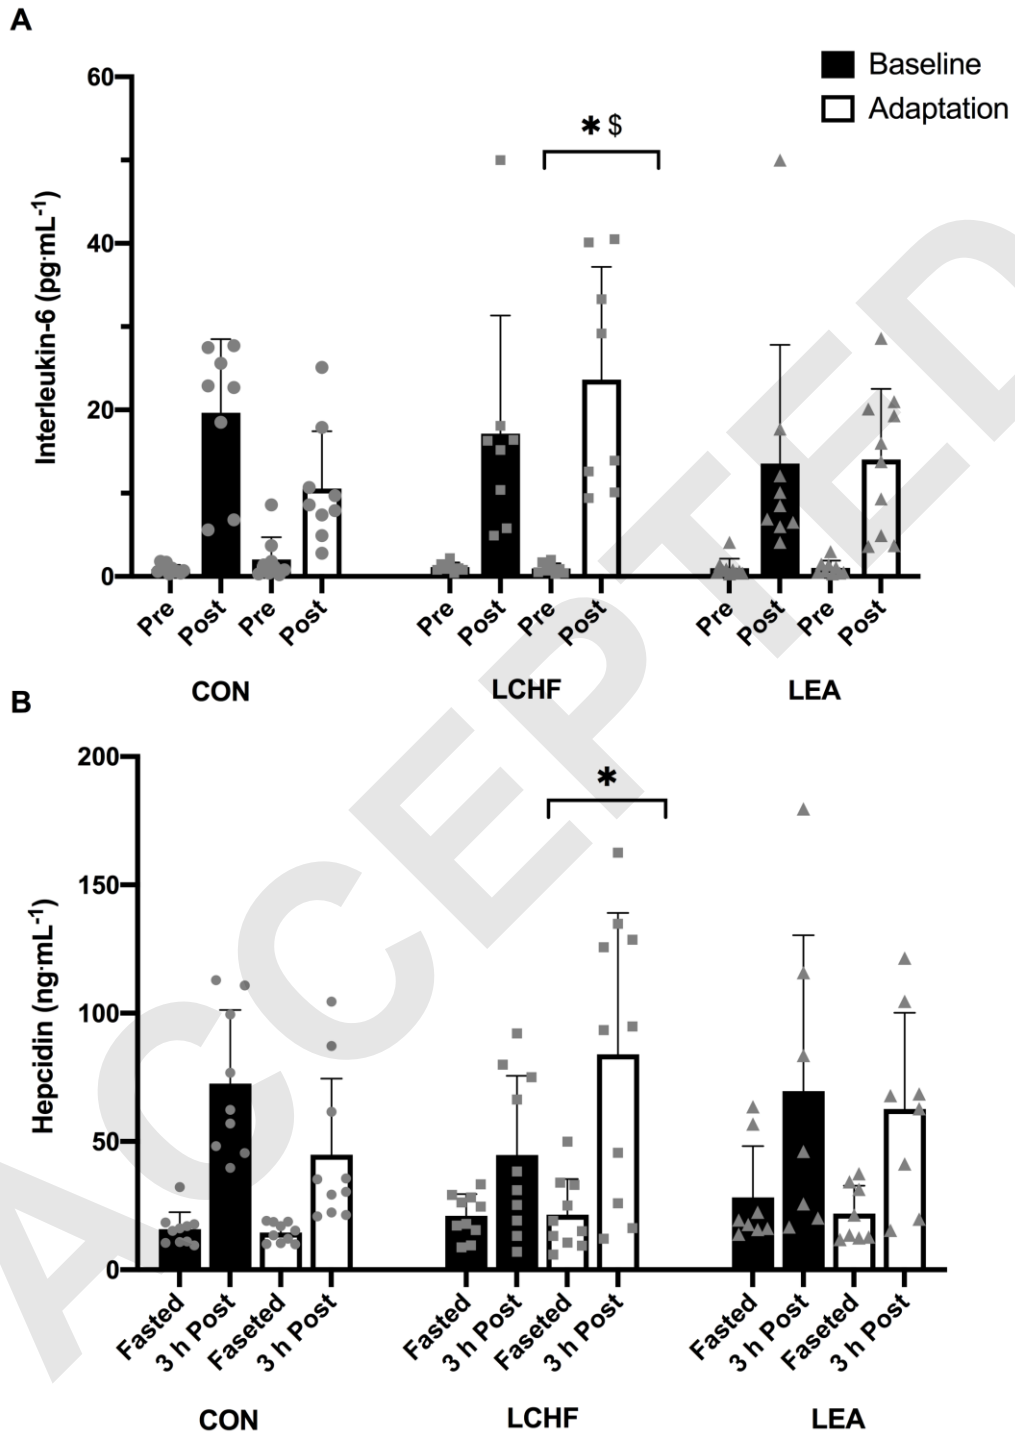 A
Baseline
Adaptation
60
40
20
0
Interleukin-6 (pg·mL-1)
* $
Pre Post Pre Post Pre Post Pre Post Pre Post Pre Post
CON LCHF LEA
B
200
150
100
50
0
Hepcidin (ng·mL-1)
*
Fasted 3 h Post Faseted 3 h Post Fasted 3 h Post Faseted 3 h Post Fasted 3 h Post Faseted 3 h Post
CON LCHF LEA
ACCEPTED